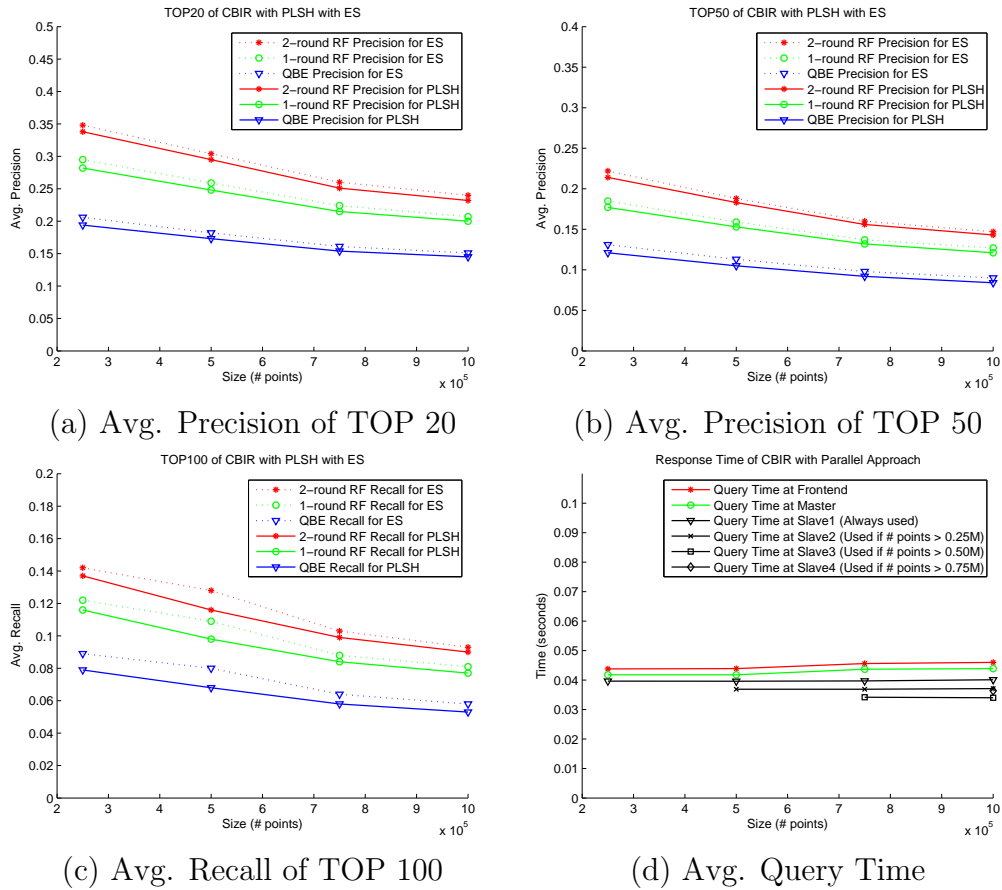 TOP20 of CBIR with PLSH with ES
0.5
0.45
0.4
0.35
0.3
0.25
0.2
0.15
0.1
0.05
0
Avg. Precision
2−round RF Precision for ES
1−round RF Precision for ES
QBE Precision for ES
2−round RF Precision for PLSH
1−round RF Precision for PLSH
QBE Precision for PLSH
2 3 4 5 6 7 8 9 10
x 10^5
Size (# points)
(a) Avg. Precision of TOP 20
TOP50 of CBIR with PLSH with ES
0.4
0.35
0.3
0.25
0.2
0.15
0.1
0.05
0
Avg. Precision
2−round RF Precision for ES
1−round RF Precision for ES
QBE Precision for ES
2−round RF Precision for PLSH
1−round RF Precision for PLSH
QBE Precision for PLSH
2 3 4 5 6 7 8 9 10
x 10^5
Size (# points)
(b) Avg. Precision of TOP 50
TOP100 of CBIR with PLSH with ES
0.2
0.18
0.16
0.14
0.12
0.1
0.08
0.06
0.04
0.02
0
Avg. Recall
2−round RF Recall for ES
1−round RF Recall for ES
QBE Recall for ES
2−round RF Recall for PLSH
1−round RF Recall for PLSH
QBE Recall for PLSH
2 3 4 5 6 7 8 9 10
x 10^5
Size (# points)
(c) Avg. Recall of TOP 100
Response Time of CBIR with Parallel Approach
0.1
0.09
0.08
0.07
0.06
0.05
0.04
0.03
0.02
0.01
0
Time (seconds)
Query Time at Frontend
Query Time at Master
Query Time at Slave1 (Always used)
Query Time at Slave2 (Used if # points > 0.25M)
Query Time at Slave3 (Used if # points > 0.50M)
Query Time at Slave4 (Used if # points > 0.75M)
2 3 4 5 6 7 8 9 10
x 10^5
Size (# points)
(d) Avg. Query Time